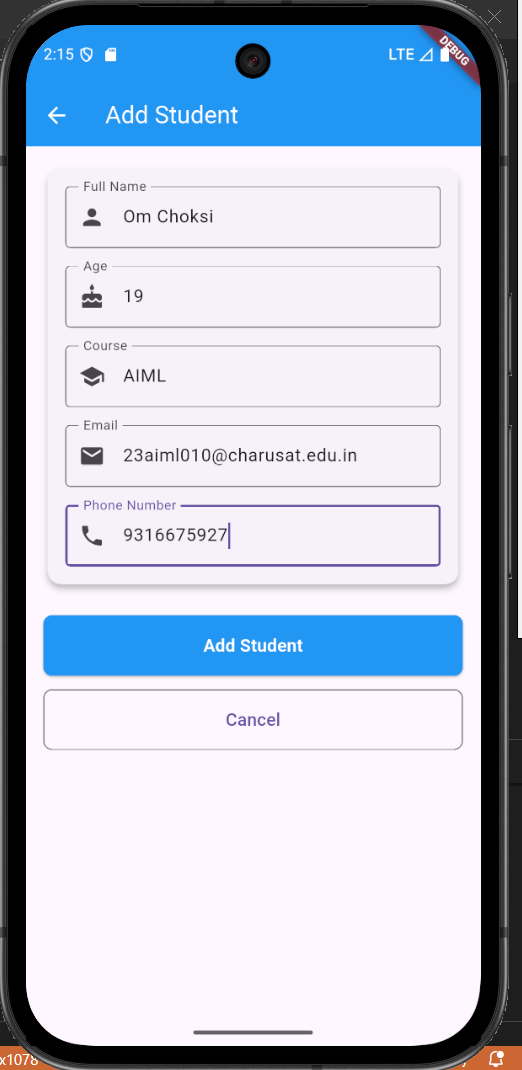 2:15
LTE
DEBUG
Add Student
Full Name
Om Choksi
Age
19
Course
AIML
Email
23aiml010@charusat.edu.in
Phone Number
9316675927
Add Student
Cancel
x1078